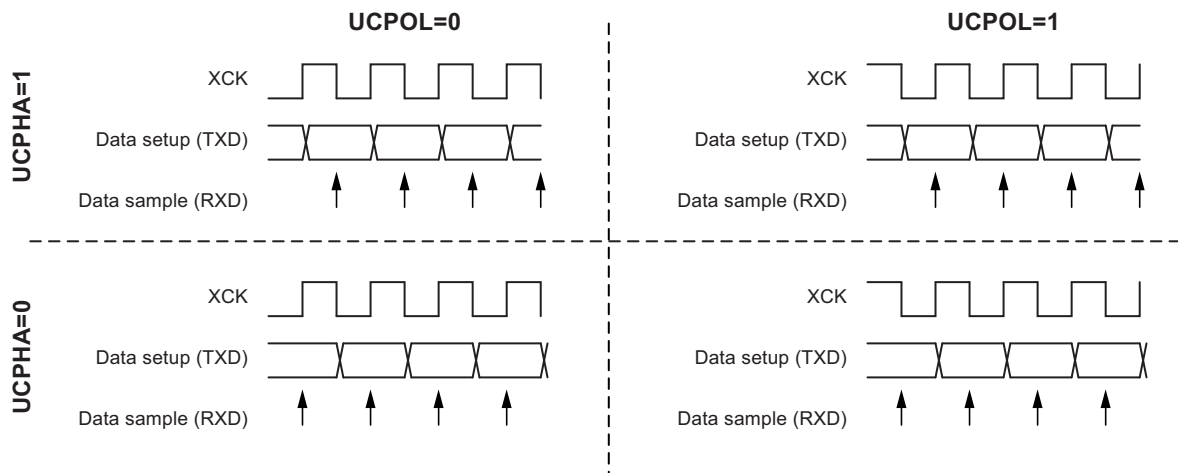 UCPOL=0
UCPOL=1
UCPHA=1
XCK
Data setup (TXD)
Data sample (RXD)
XCK
Data setup (TXD)
Data sample (RXD)
UCPHA=0
XCK
Data setup (TXD)
Data sample (RXD)
XCK
Data setup (TXD)
Data sample (RXD)